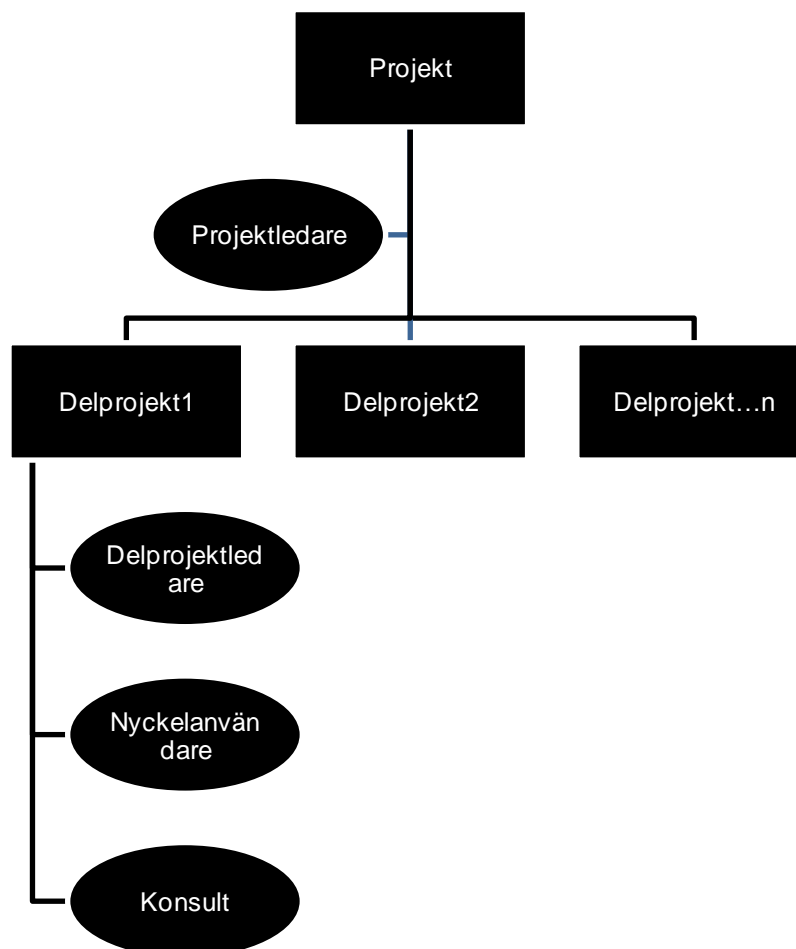 Projekt
Projektledare
Delprojekt1
Delprojekt2
Delprojekt…n
Delprojektled
are
Nyckelanvän
dare
Konsult